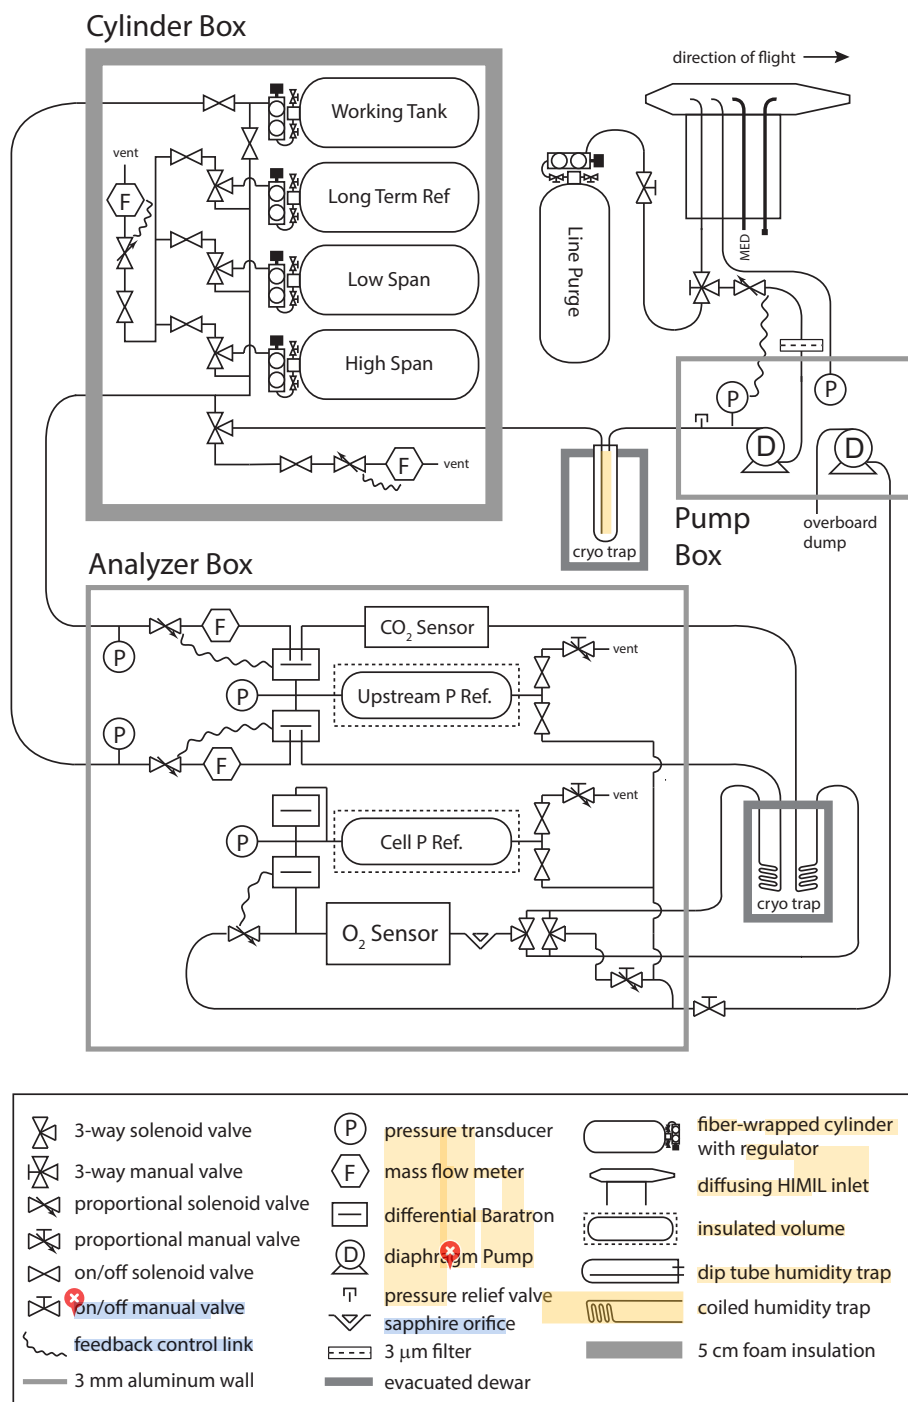 Cylinder Box
direction of flight
Working Tank
vent
F
Long Term Ref
Low Span
High Span
Line Purge
MED
P
P
D
D
F
vent
cryo trap
Pump
Box
overboard
dump
Analyzer Box
CO2 Sensor
F
P
vent
P
Upstream P Ref.
P
F
vent
P
Cell P Ref.
cryo trap
O2 Sensor
3-way solenoid valve
3-way manual valve
proportional solenoid valve
proportional manual valve
on/off solenoid valve
on/off manual valve
feedback control link
3 mm aluminum wall
P pressure transducer
F mass flow meter
differential Baratron
D diaphragm Pump
pressure relief valve
sapphire orifice
3 μm filter
evacuated dewar
fiber-wrapped cylinder
with regulator
diffusing HIMIL inlet
insulated volume
dip tube humidity trap
coiled humidity trap
5 cm foam insulation